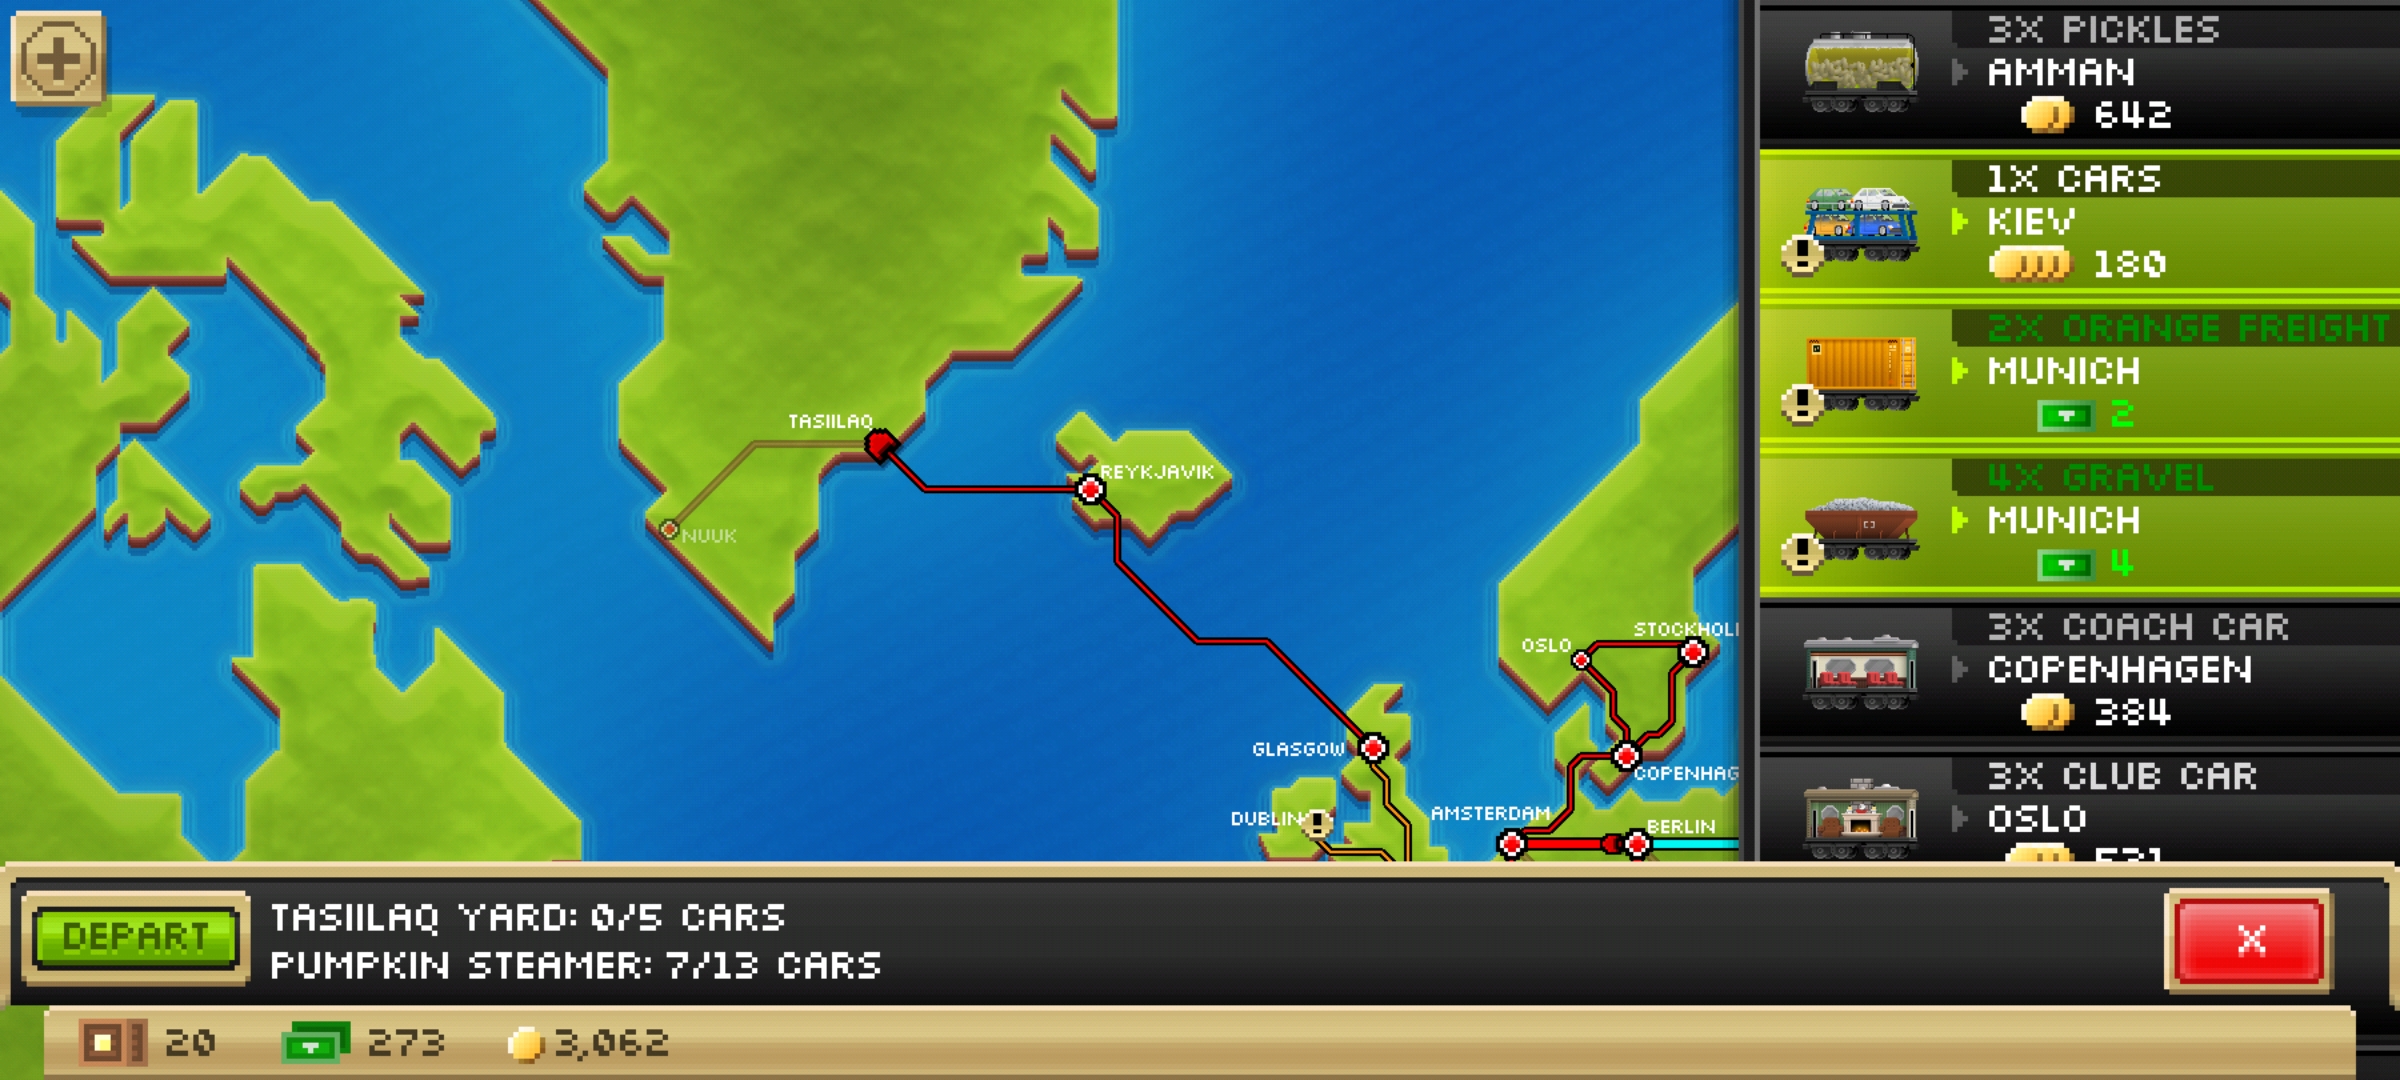 TASIILAQ
REYKJAVIK
NUUK
STOCKHOL
OSLO
GLASGOW
COPENHAG
DUBLIN
AMSTERDAM
BERLIN
3X PICKLES
AMMAN
642
1X CARS
KIEV
180
2X ORANGE FREIGHT
MUNICH
2
4X GRAVEL
MUNICH
4
3X COACH CAR
COPENHAGEN
384
3X CLUB CAR
OSLO
DEPART
TASIILAQ YARD: 0/5 CARS
PUMPKIN STEAMER: 7/13 CARS
X
20
273
3,062